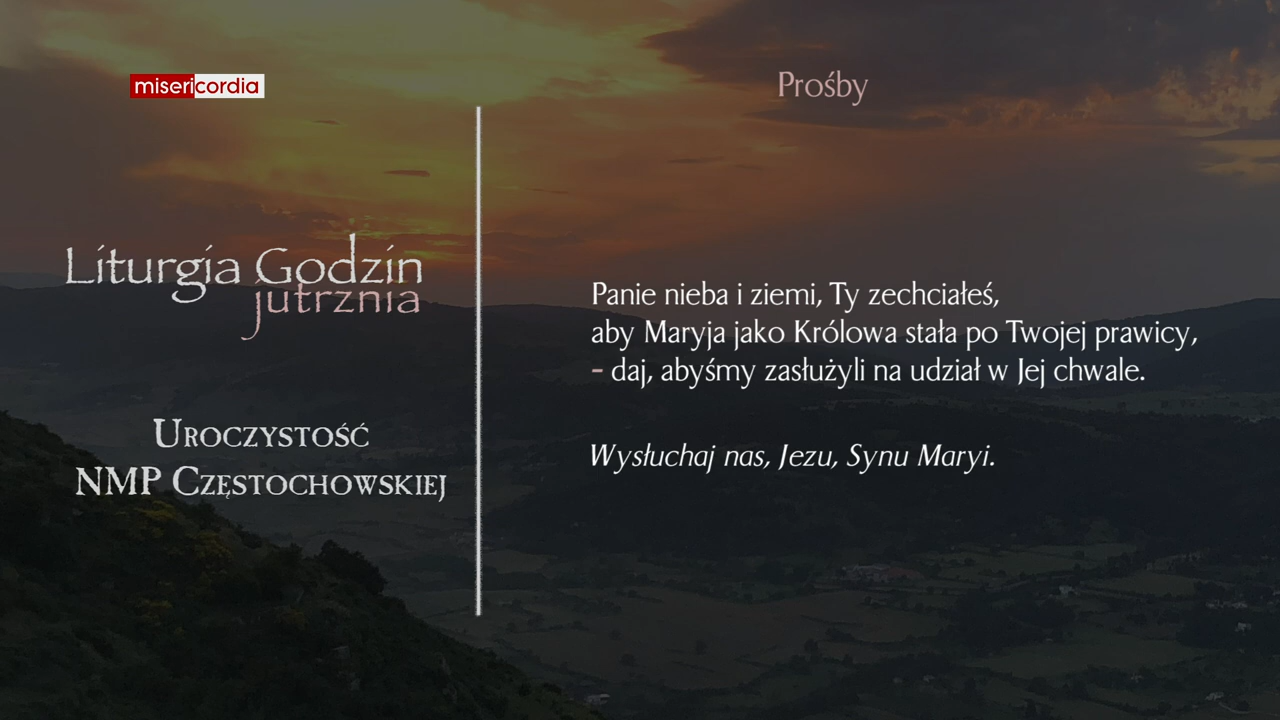 misericordia
Prośby
Liturgia Godzin
jutrznia
Uroczystość
NMP Częstochowskiej
Panie nieba i ziemi, Ty zechciałeś,
aby Maryja jako Królowa stała po Twojej prawicy,
- daj, abyśmy zasłużyli na udział w Jej chwale.
Wysłuchaj nas, Jezu, Synu Maryi.